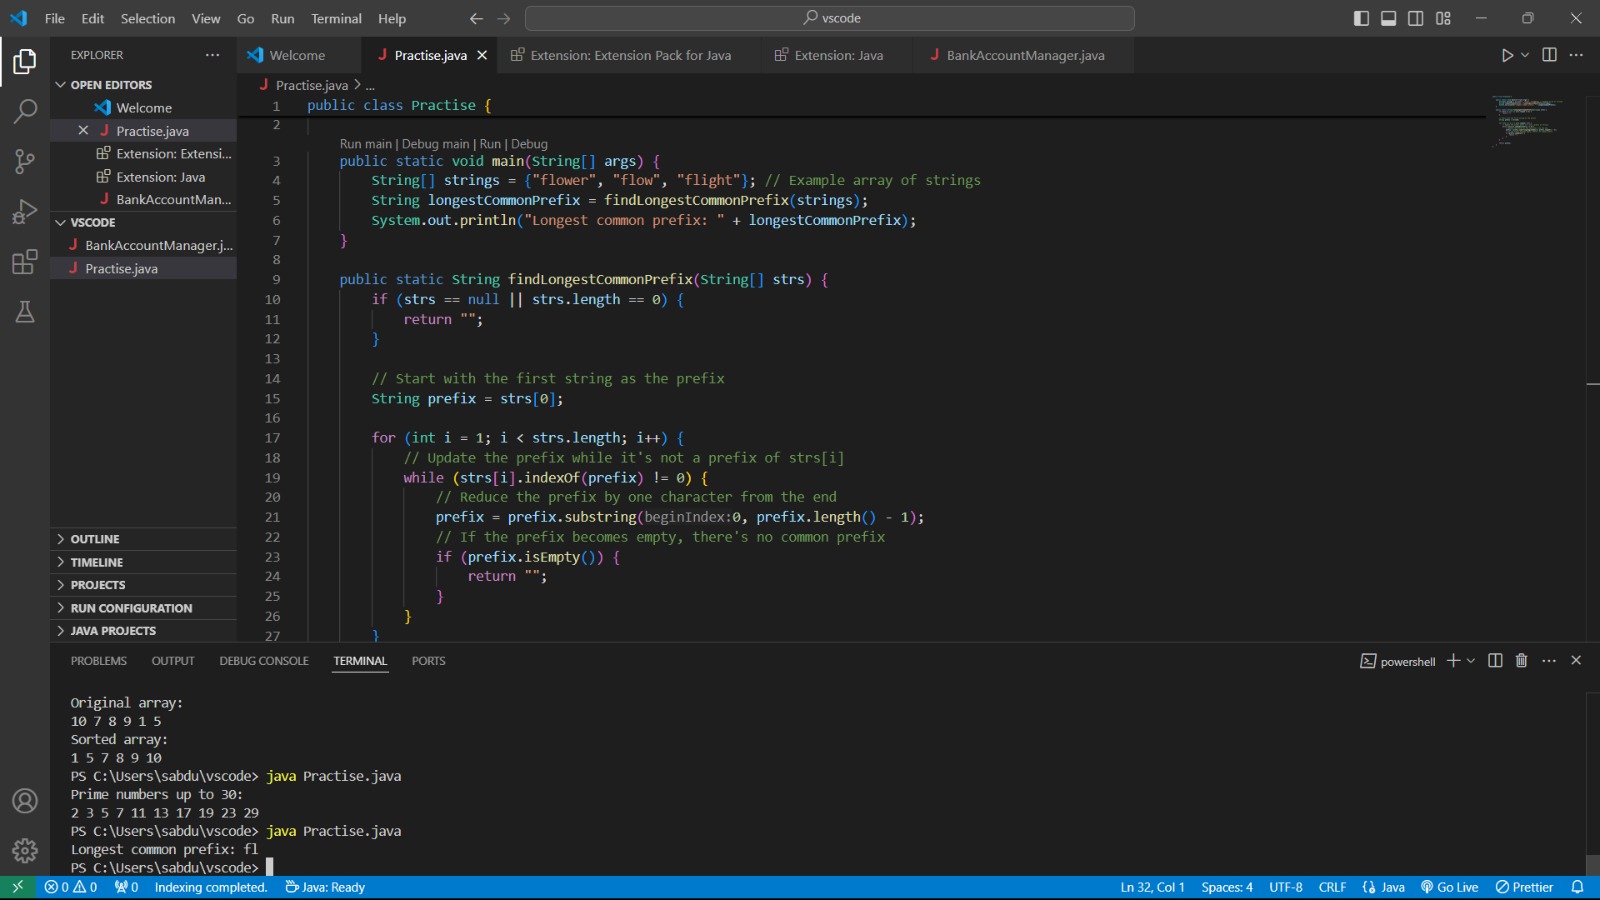 File Edit Selection View Go Run Terminal Help
vscode
EXPLORER
OPEN EDITORS
Welcome
Practise.java
Extension: Extensi...
Extension: Java
BankAccountMan...
VSCODE
BankAccountManager.j...
Practise.java
OUTLINE
TIMELINE
PROJECTS
RUN CONFIGURATION
JAVA PROJECTS
Welcome Practise.java Extension: Extension Pack for Java Extension: Java BankAccountManager.java
Practise.java > ...
1 public class Practise {
2
Run main | Debug main | Run | Debug
3 public static void main(String[] args) {
4 String[] strings = {"flower", "flow", "flight"}; // Example array of strings
5 String longestCommonPrefix = findLongestCommonPrefix(strings);
6 System.out.println("Longest common prefix: " + longestCommonPrefix);
7 }
8
9 public static String findLongestCommonPrefix(String[] strs) {
10 if (strs == null || strs.length == 0) {
11 return "";
12 }
13
14 // Start with the first string as the prefix
15 String prefix = strs[0];
16
17 for (int i = 1; i < strs.length; i++) {
18 // Update the prefix while it's not a prefix of strs[i]
19 while (strs[i].indexOf(prefix) != 0) {
20 // Reduce the prefix by one character from the end
21 prefix = prefix.substring(beginIndex:0, prefix.length() - 1);
22 // If the prefix becomes empty, there's no common prefix
23 if (prefix.isEmpty()) {
24 return "";
25 }
26 }
27 }
PROBLEMS OUTPUT DEBUG CONSOLE TERMINAL PORTS
powershell
Original array:
10 7 8 9 1 5
Sorted array:
1 5 7 8 9 10
PS C:\Users\sabdu\vscode> java Practise.java
Prime numbers up to 30:
2 3 5 7 11 13 17 19 23 29
PS C:\Users\sabdu\vscode> java Practise.java
Longest common prefix: fl
PS C:\Users\sabdu\vscode>
0 0 0 Indexing completed. Java: Ready
Ln 32, Col 1 Spaces: 4 UTF-8 CRLF Java Go Live Prettier